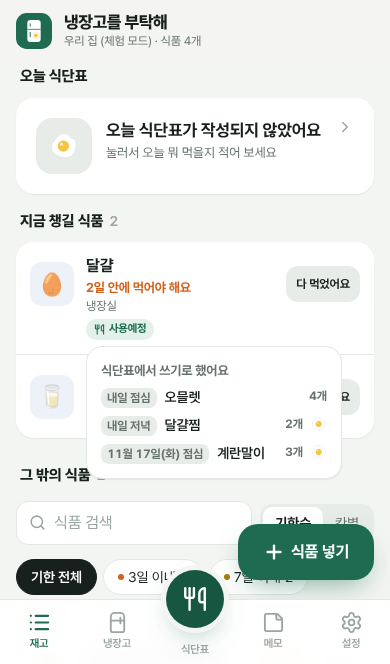 냉장고를 부탁해
우리 집 (체험 모드) · 식품 4개
오늘 식단표
오늘 식단표가 작성되지 않았어요
눌러서 오늘 뭐 먹을지 적어 보세요
지금 챙길 식품 2
달걀
2일 안에 먹어야 해요
냉장실
사용예정
다 먹었어요
식단표에서 쓰기로 했어요
내일 점심 오믈렛 4개
내일 저녁 달걀찜 2개
11월 17일(화) 점심 계란말이 3개
그 밖의 식품
식품 검색
기한순 칸별
식품 넣기
기한 전체
3일 이내
재고
냉장고
식단표
메모
설정